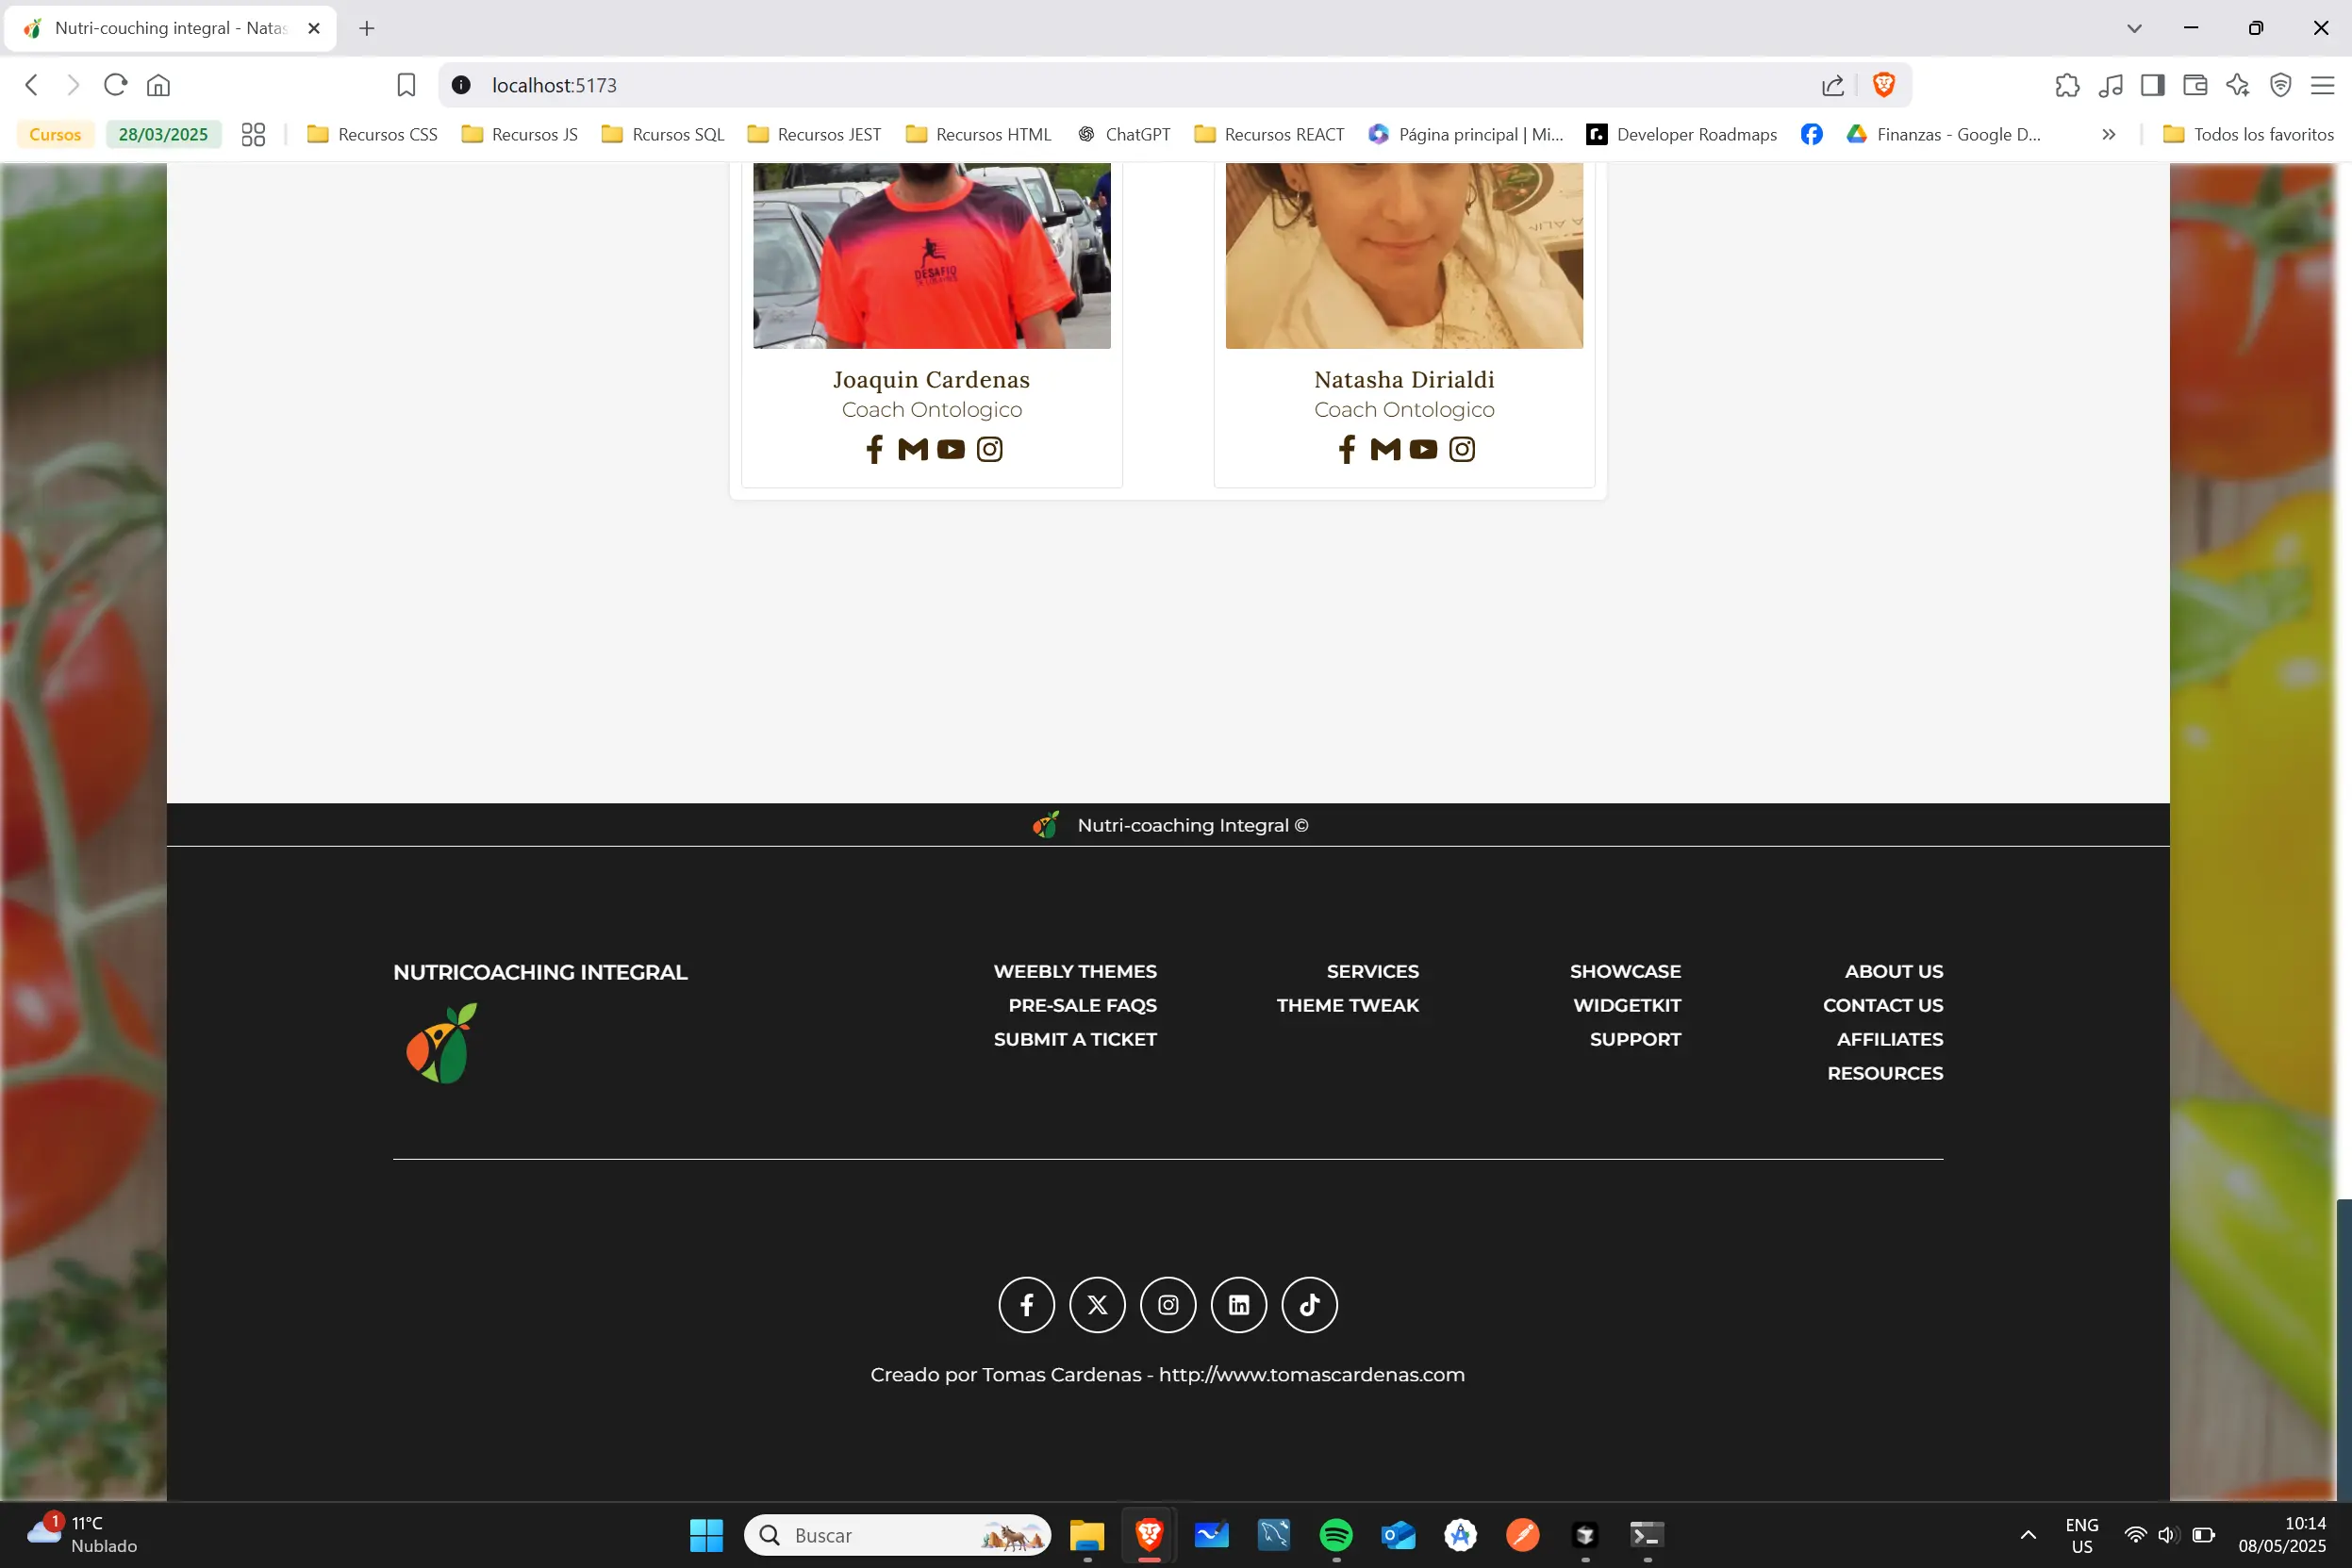 Nutri-couching integral - Natas
localhost:5173
Cursos
28/03/2025
Recursos CSS
Recursos JS
Rcursos SQL
Recursos JEST
Recursos HTML
ChatGPT
Recursos REACT
Página principal | Mi...
Developer Roadmaps
Finanzas - Google D...
Todos los favoritos
DESAFIO
Joaquin Cardenas
Coach Ontologico
Natasha Dirialdi
Coach Ontologico
Nutri-coaching Integral ©
NUTRICOACHING INTEGRAL
WEEBLY THEMES
PRE-SALE FAQS
SUBMIT A TICKET
SERVICES
THEME TWEAK
SHOWCASE
WIDGETKIT
SUPPORT
ABOUT US
CONTACT US
AFFILIATES
RESOURCES
Creado por Tomas Cardenas - http://www.tomascardenas.com
1
11°C
Nublado
Buscar
ENG
US
10:14
08/05/2025